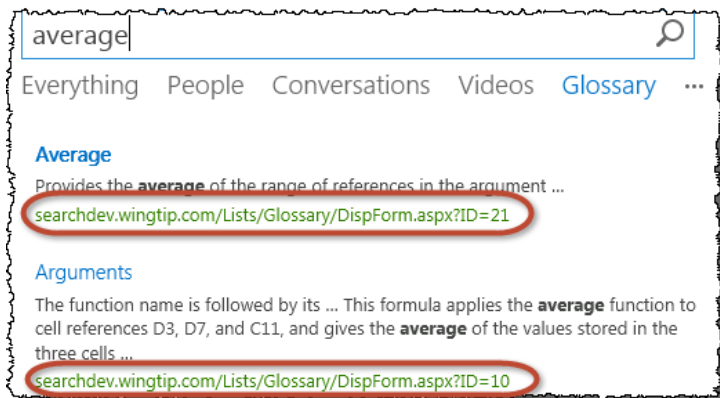 average
Everything People Conversations Videos Glossary ...
Average
Provides the average of the range of references in the argument ...
searchdev.wingtip.com/Lists/Glossary/DispForm.aspx?ID=21
Arguments
The function name is followed by its ... This formula applies the average function to
cell references D3, D7, and C11, and gives the average of the values stored in the
three cells ...
searchdev.wingtip.com/Lists/Glossary/DispForm.aspx?ID=10